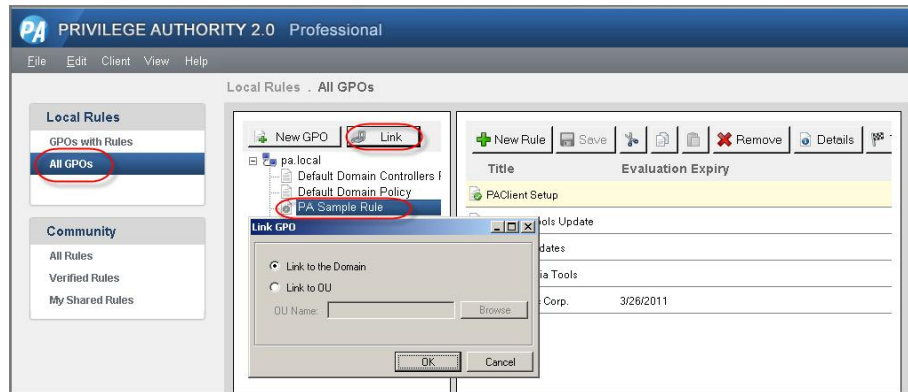 PA PRIVILEGE AUTHORITY 2.0 Professional
File Edit Client View Help
Local Rules . All GPOs
Local Rules
GPOs with Rules
All GPOs
Community
All Rules
Verified Rules
My Shared Rules
New GPO Link
pa.local
Default Domain Controllers F
Default Domain Policy
PA Sample Rule
New Rule Save Remove Details
Title Evaluation Expiry
PAClient Setup
ols Update
dates
ia Tools
Corp. 3/26/2011
Link GPO
Link to the Domain
Link to OU
OU Name: Browse
OK Cancel